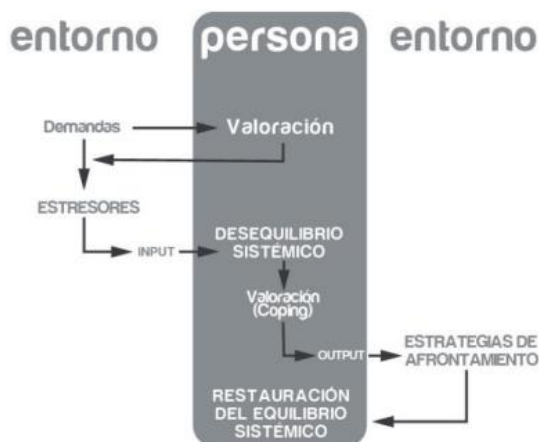 entorno persona entorno
Demandas Valoración
ESTRESORES
INPUT
DESEQUILIBRIO
SISTÉMICO
Valoración
(Coping)
OUTPUT
ESTRATEGIAS DE
AFRONTAMIENTO
RESTAURACIÓN
DEL EQUILIBRIO
SISTÉMICO